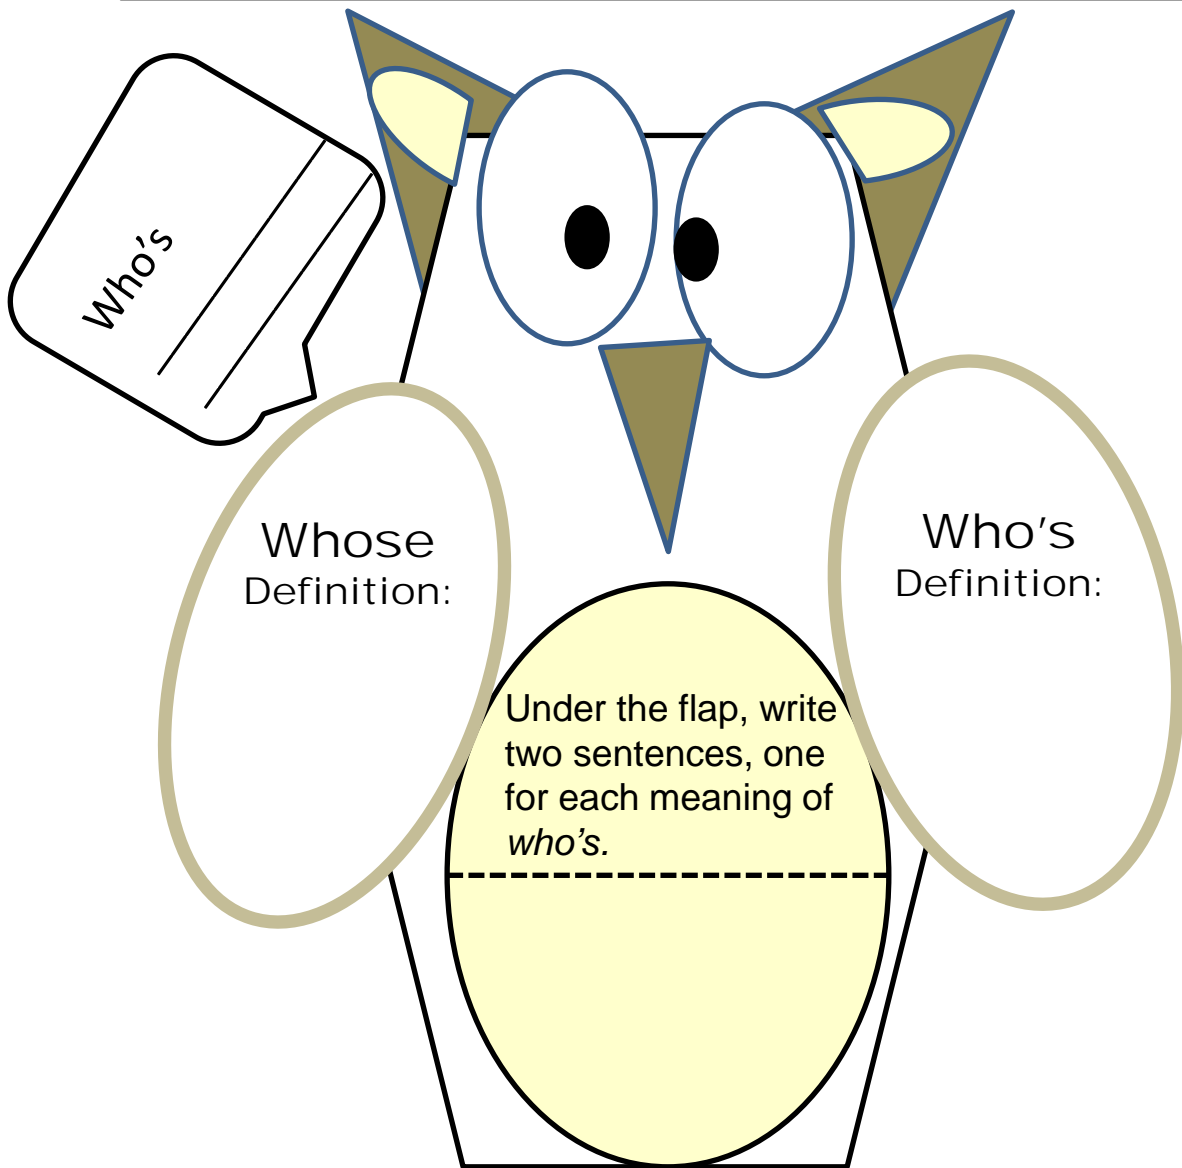 Who's
Whose
Definition:
Who's
Definition:
Under the flap, write
two sentences, one
for each meaning of
who's.